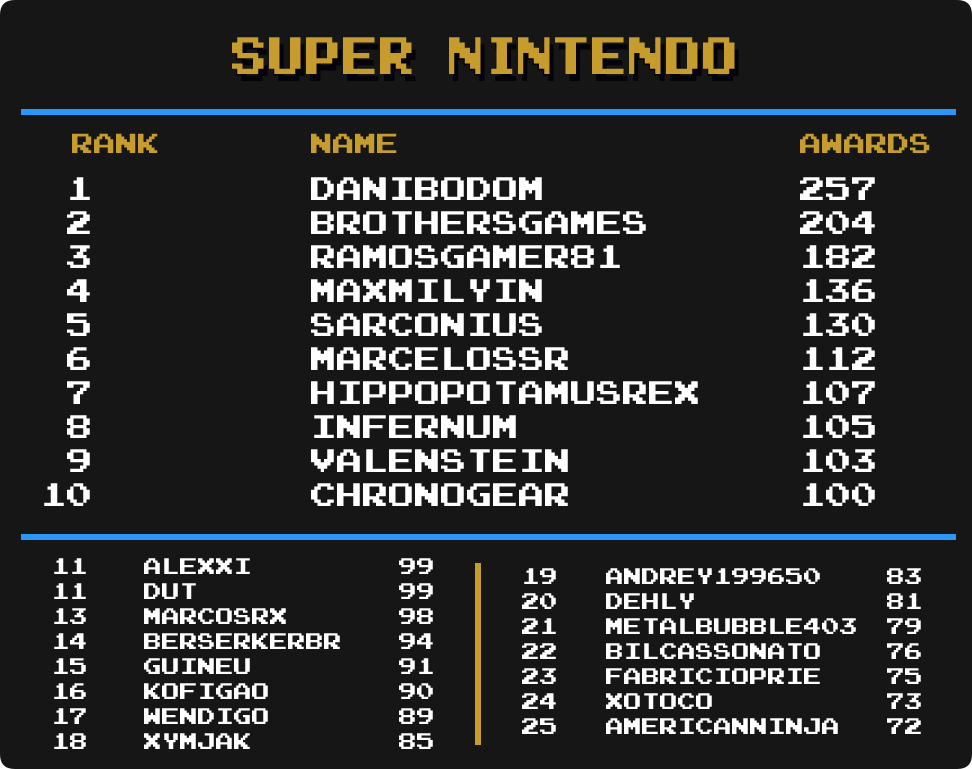 SUPER NINTENDO
RANK NAME AWARDS
1 DANIBODOM 257
2 BROTHERSGAMES 204
3 RAMOSGAMER81 182
4 MAXMILYIN 136
5 SARCONIUS 130
6 MARCELOSSR 112
7 HIPPOPOTAMUSREX 107
8 INFERNUM 105
9 VALENSTEIN 103
10 CHRONOGEAR 100
11 ALEXXI 99
11 DUT 99
13 MARCOSRX 98
14 BERSERKERBR 94
15 GUINEU 91
16 KOFIGAO 90
17 WENDIGO 89
18 XYMJAK 85
19 ANDREY199650 83
20 DEHLY 81
21 METALBUBBLE403 79
22 BILCASSONATO 76
23 FABRICIOPRIE 75
24 XOTOCO 73
25 AMERICANNINJA 72